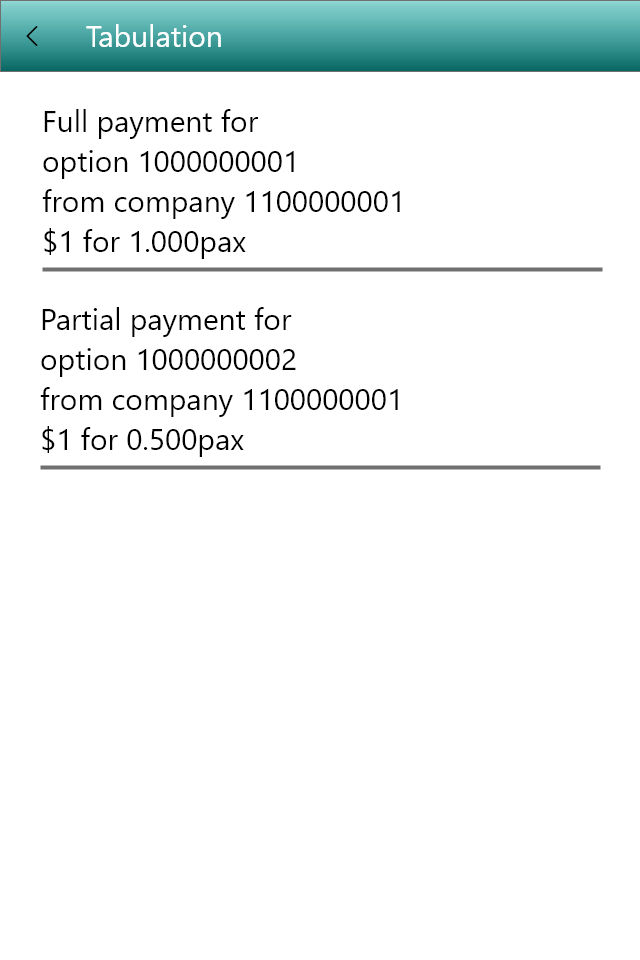 Tabulation
Full payment for
option 1000000001
from company 1100000001
$1 for 1.000pax
Partial payment for
option 1000000002
from company 1100000001
$1 for 0.500pax